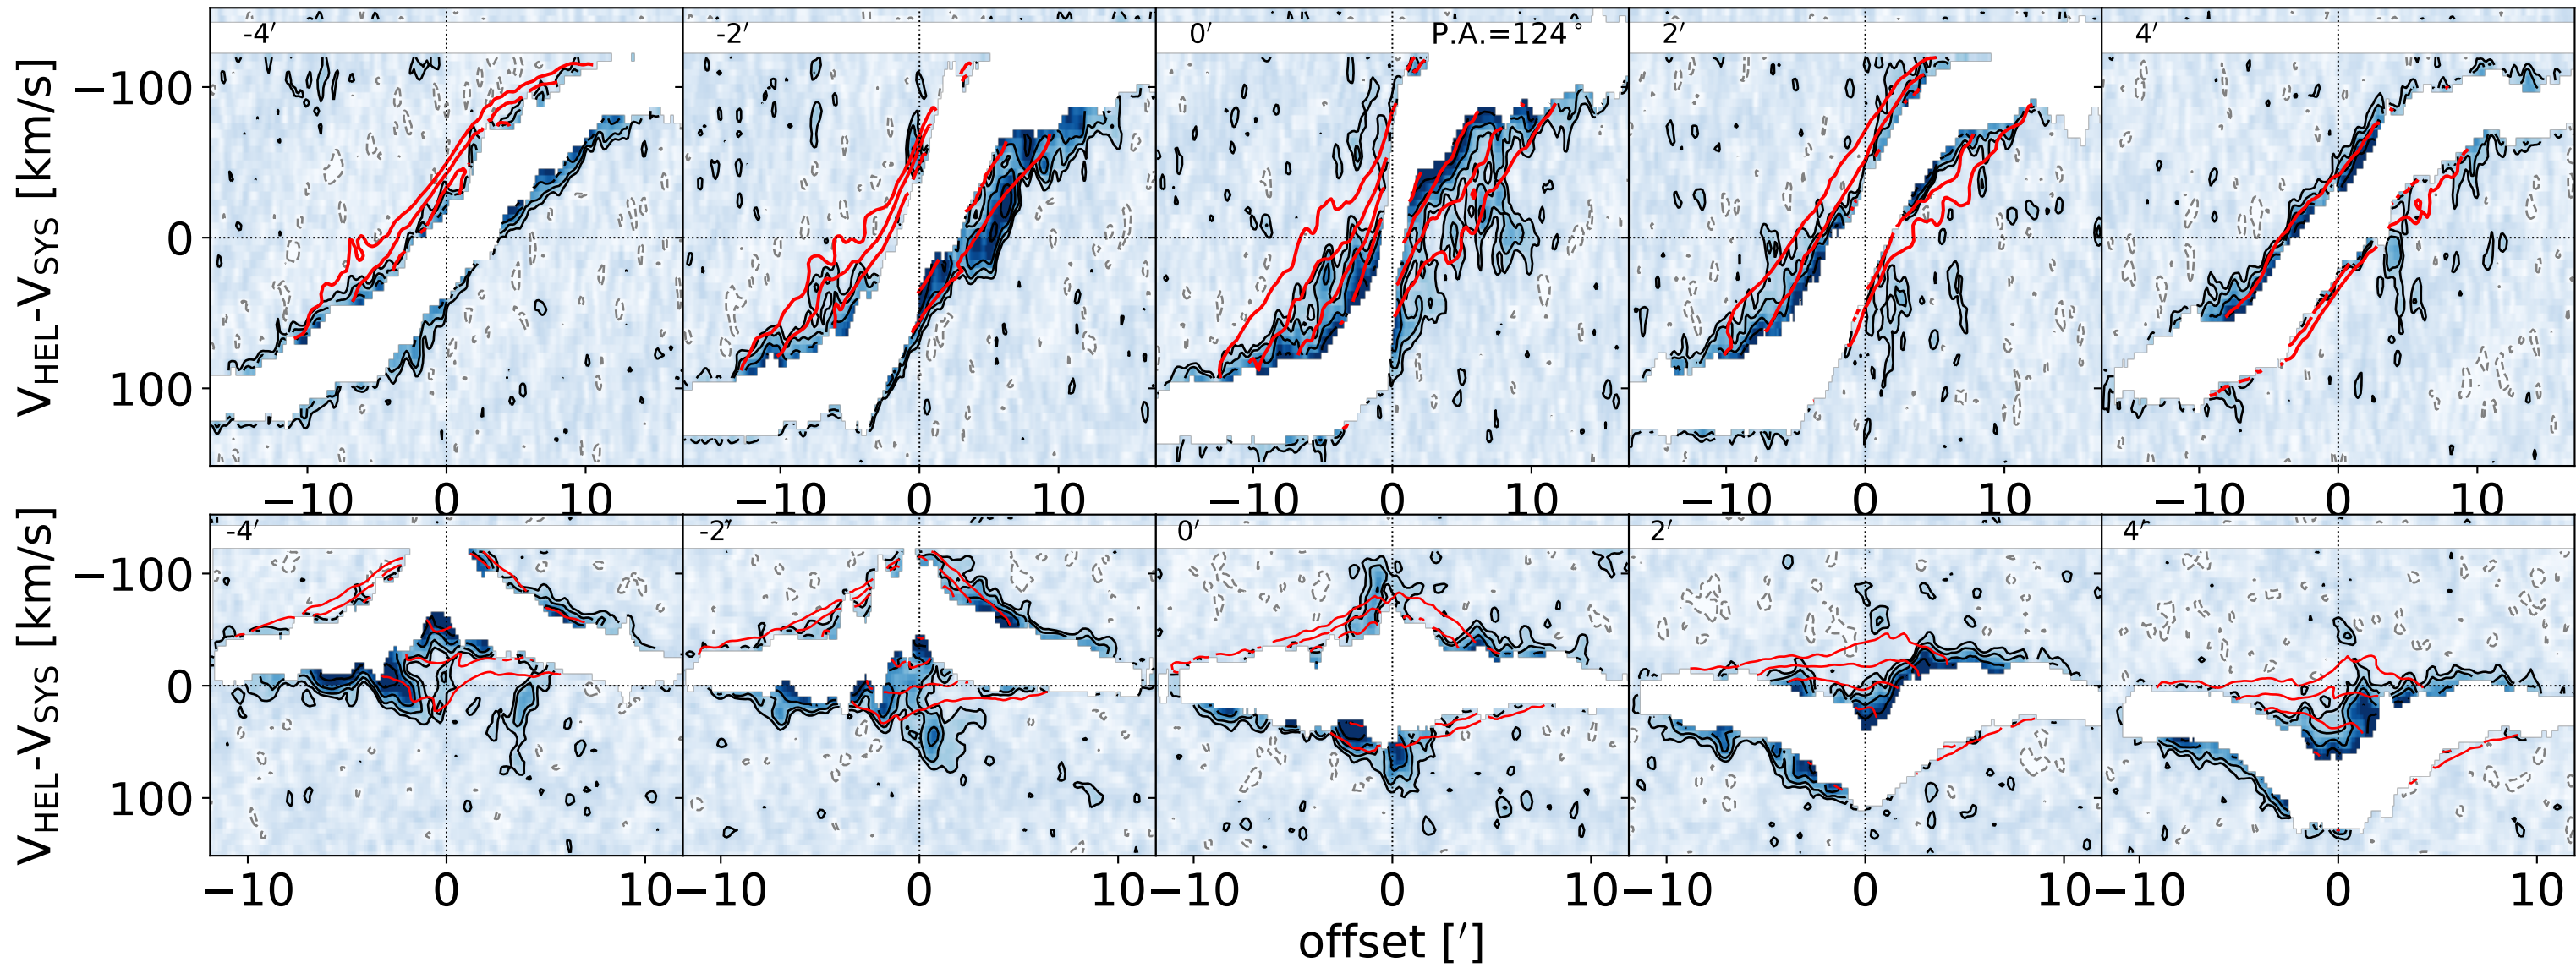 -4′ -2′ 0′ P.A.=124° 2′ 4′
V_HEL-V_SYS [km/s]
−100
0
100
−10 0 10 −10 0 10 −10 0 10 −10 0 10 −10 0 10
-4′ -2′ 0′ 2′ 4′
V_HEL-V_SYS [km/s]
−100
0
100
−10 0 10 −10 0 10 −10 0 10 −10 0 10 −10 0 10
offset [′]